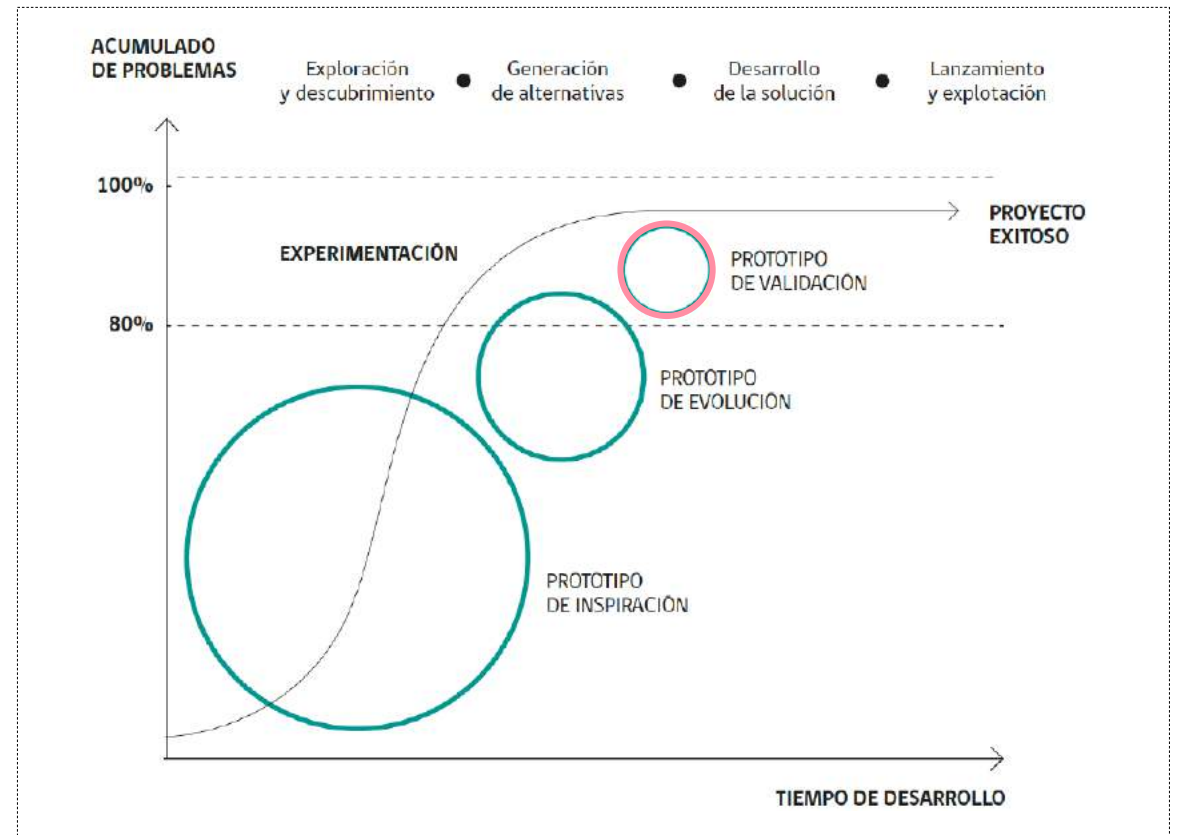 ACUMULADO
DE PROBLEMAS
Exploración
y descubrimiento
Generación
de alternativas
Desarrollo
de la solución
Lanzamiento
y explotación
100%
PROYECTO
EXITOSO
EXPERIMENTACIÓN
PROTOTIPO
DE VALIDACIÓN
80%
PROTOTIPO
DE EVOLUCIÓN
PROTOTIPO
DE INSPIRACIÓN
TIEMPO DE DESARROLLO